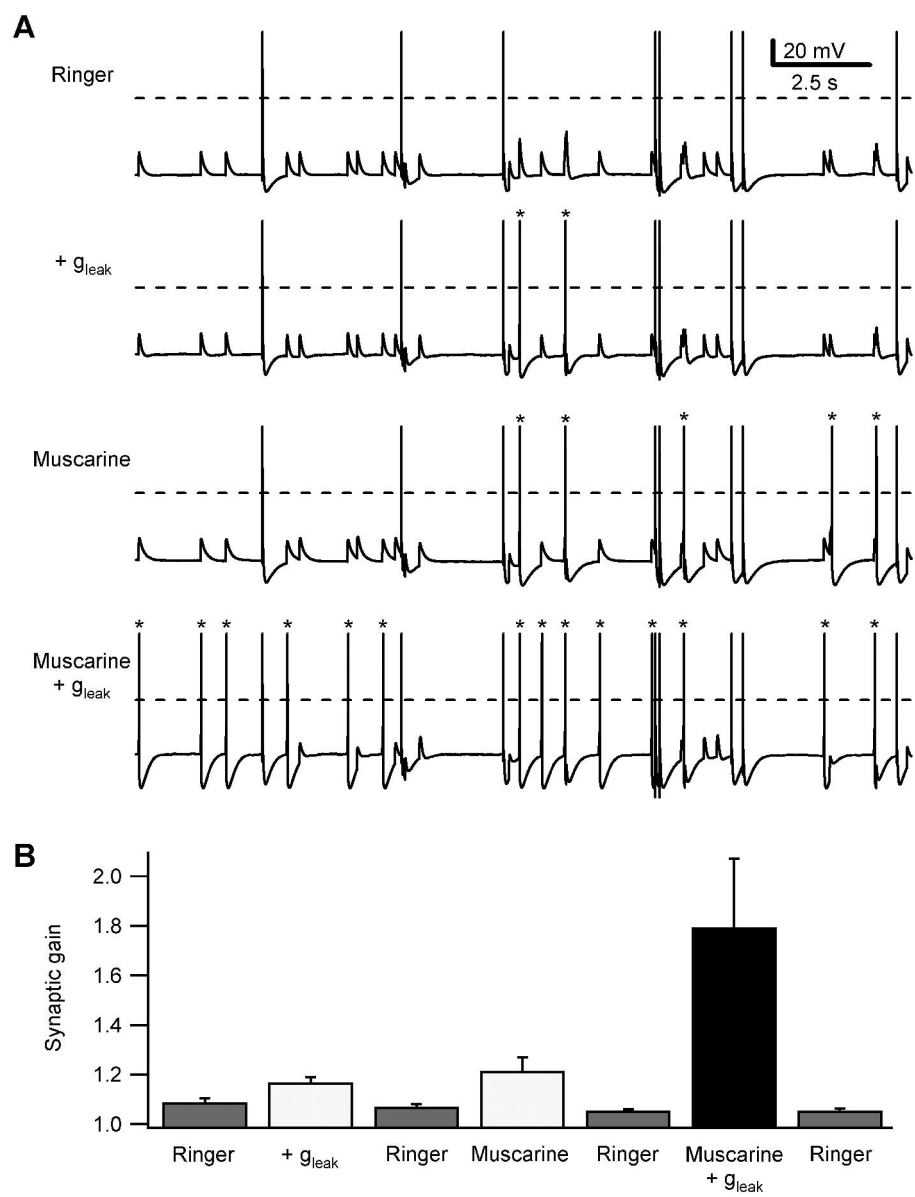 A
Ringer
20 mV
2.5 s
* *
+ gleak
* * * * *
Muscarine
* * * * * * * * * * * * * *
Muscarine
+ gleak
B
Synaptic gain
2.0
1.8
1.6
1.4
1.2
1.0
Ringer + gleak Ringer Muscarine Ringer Muscarine Ringer
+ gleak